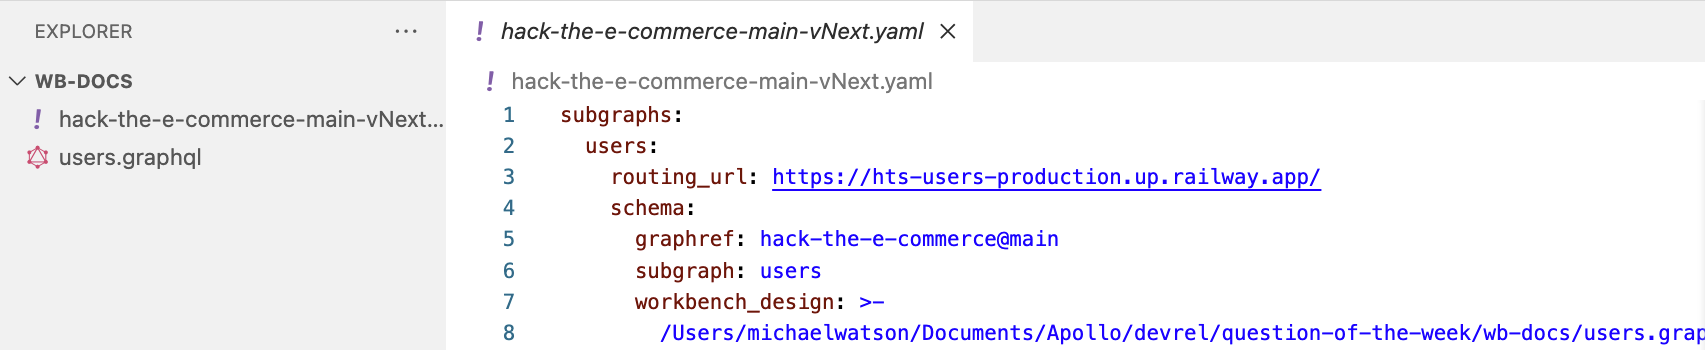 EXPLORER ...
WB-DOCS
! hack-the-e-commerce-main-vNext...
users.graphql
! hack-the-e-commerce-main-vNext.yaml ×
! hack-the-e-commerce-main-vNext.yaml
1 subgraphs:
2 users:
3 routing_url: https://hts-users-production.up.railway.app/
4 schema:
5 graphref: hack-the-e-commerce@main
6 subgraph: users
7 workbench_design: >-
8 /Users/michaelwatson/Documents/Apollo/devrel/question-of-the-week/wb-docs/users.grap